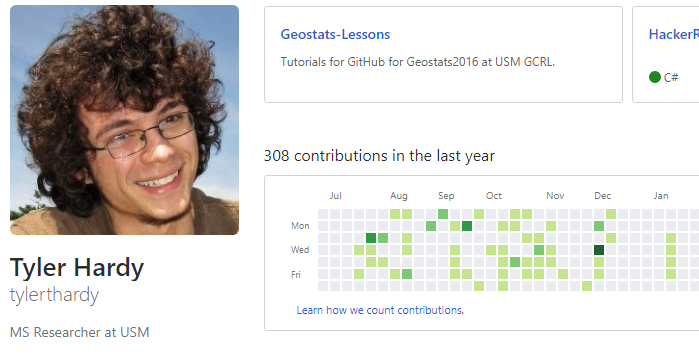 Geostats-Lessons
Tutorials for GitHub for Geostats2016 at USM GCRL.
HackerR
C#
308 contributions in the last year
Jul Aug Sep Oct Nov Dec Jan
Mon
Wed
Fri
Learn how we count contributions.
Tyler Hardy
tylerthardy
MS Researcher at USM